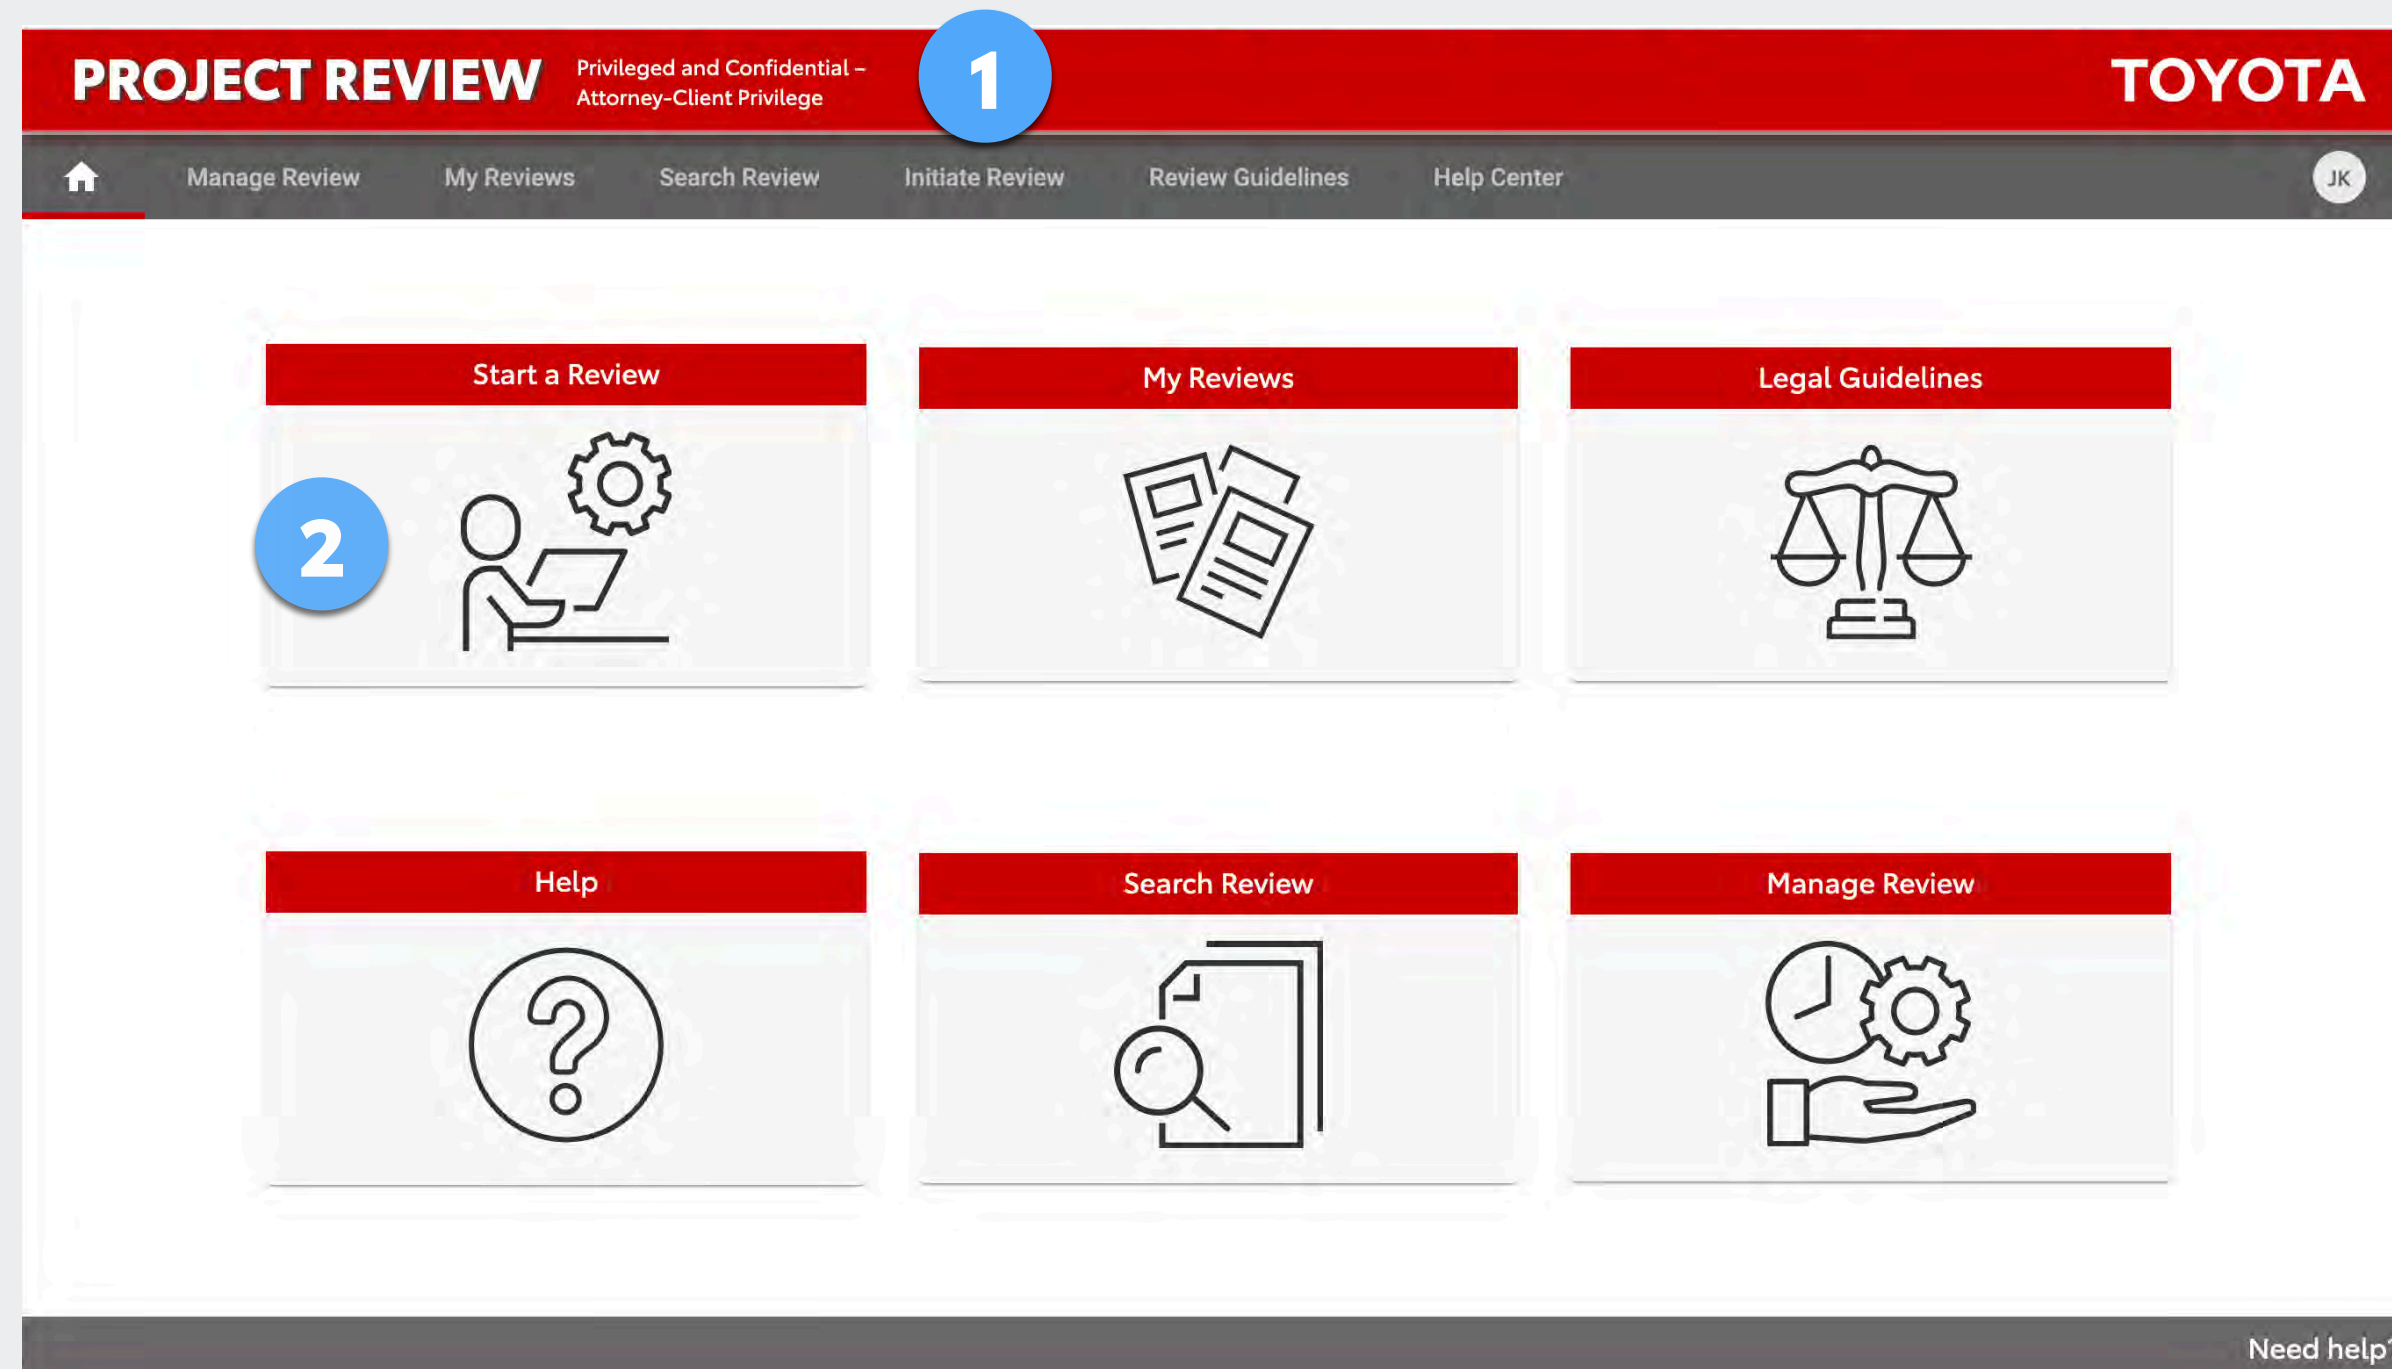 PROJECT REVIEW
Privileged and Confidential –
Attorney-Client Privilege
1
TOYOTA
Manage Review
My Reviews
Search Review
Initiate Review
Review Guidelines
Help Center
JK
Start a Review
My Reviews
Legal Guidelines
2
Help
Search Review
Manage Review
Need help?